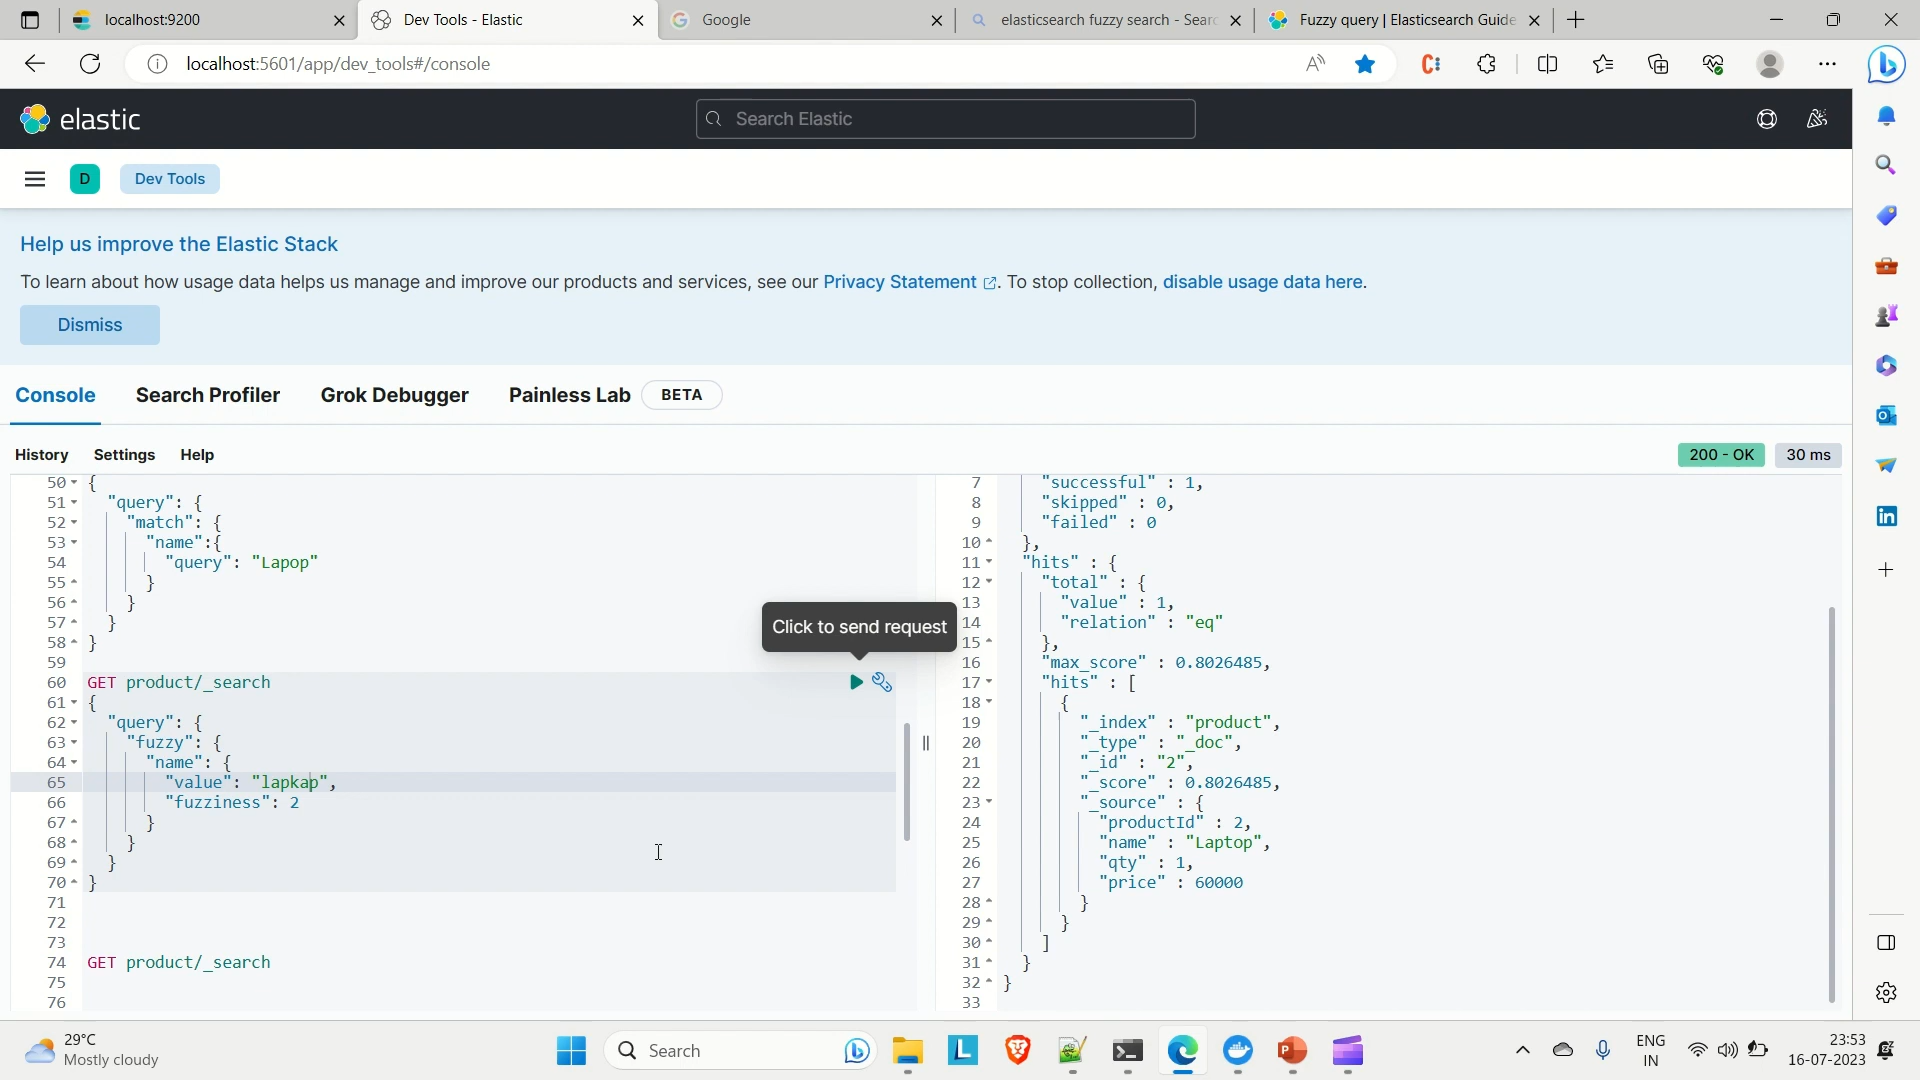 localhost:9200
Dev Tools - Elastic
Google
elasticsearch fuzzy search - Searc
Fuzzy query | Elasticsearch Guide
localhost:5601/app/dev_tools#/console
elastic
Search Elastic
D
Dev Tools
Help us improve the Elastic Stack
To learn about how usage data helps us manage and improve our products and services, see our Privacy Statement. To stop collection, disable usage data here.
Dismiss
Console
Search Profiler
Grok Debugger
Painless Lab
BETA
History
Settings
Help
200 - OK
30 ms
50 {
51 "query": {
52 "match": {
53 "name":{
54 "query": "Lapop"
55 }
56 }
57 }
58 }
59
60 GET product/_search
61 {
62 "query": {
63 "fuzzy": {
64 "name": {
65 "value": "lapkap",
66 "fuzziness": 2
67 }
68 }
69 }
70 }
71
72
73
74 GET product/_search
75
76
Click to send request
7 "successful" : 1,
8 "skipped" : 0,
9 "failed" : 0
10 },
11 "hits" : {
12 "total" : {
13 "value" : 1,
14 "relation" : "eq"
15 },
16 "max_score" : 0.8026485,
17 "hits" : [
18 {
19 "_index" : "product",
20 "_type" : "_doc",
21 "_id" : "2",
22 "_score" : 0.8026485,
23 "_source" : {
24 "productId" : 2,
25 "name" : "Laptop",
26 "qty" : 1,
27 "price" : 60000
28 }
29 }
30 ]
31 }
32 }
33
29°C
Mostly cloudy
Search
ENG
IN
23:53
16-07-2023